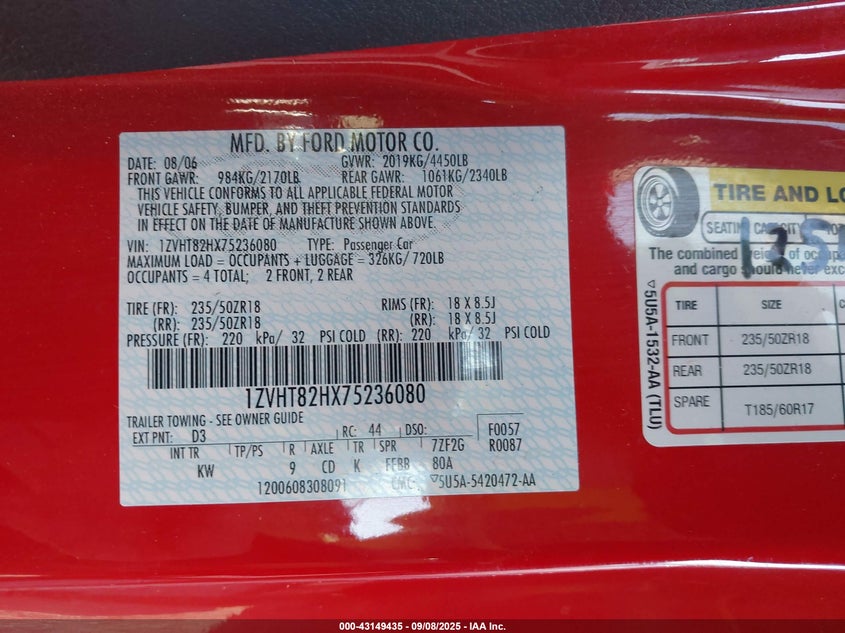 MFD. BY FORD MOTOR CO.
DATE: 08/06 GVWR: 2019KG/4450LB
FRONT GAWR: 984KG/2170LB REAR GAWR: 1061KG/2340LB
THIS VEHICLE CONFORMS TO ALL APPLICABLE FEDERAL MOTOR
VEHICLE SAFETY, BUMPER, AND THEFT PREVENTION STANDARDS
IN EFFECT ON THE DATE OF MANUFACTURE SHOWN ABOVE.
VIN: 1ZVHT82HX75236080 TYPE: Passenger Car
MAXIMUM LOAD = OCCUPANTS + LUGGAGE = 326KG/720LB
OCCUPANTS = 4 TOTAL; 2 FRONT, 2 REAR
TIRE (FR): 235/50ZR18 RIMS (FR): 18 X 8.5J
(RR): 235/50ZR18 (RR): 18 X 8.5J
PRESSURE (FR): 220 kPa/ 32 PSI COLD (RR): 220 kPa/ 32 PSI COLD
1ZVHT82HX75236080
TRAILER TOWING - SEE OWNER GUIDE
EXT PNT: D3 RC: 44 DSO: F0057
INT TR TP/PS R AXLE TR SPR 7ZF2G R0087
KW 9 CD K FEBB 80A
1200608308091 CMC: ▽5U5A-5420472-AA
TIRE AND LO
SEATING CAPACITY
125
The combined weight of occupa
and cargo should never exc
TIRE SIZE C
FRONT 235/50ZR18
REAR 235/50ZR18
SPARE T185/60R17
▽5U5A-1532-AA (TLU)
000-43149435 - 09/08/2025 - IAA Inc.